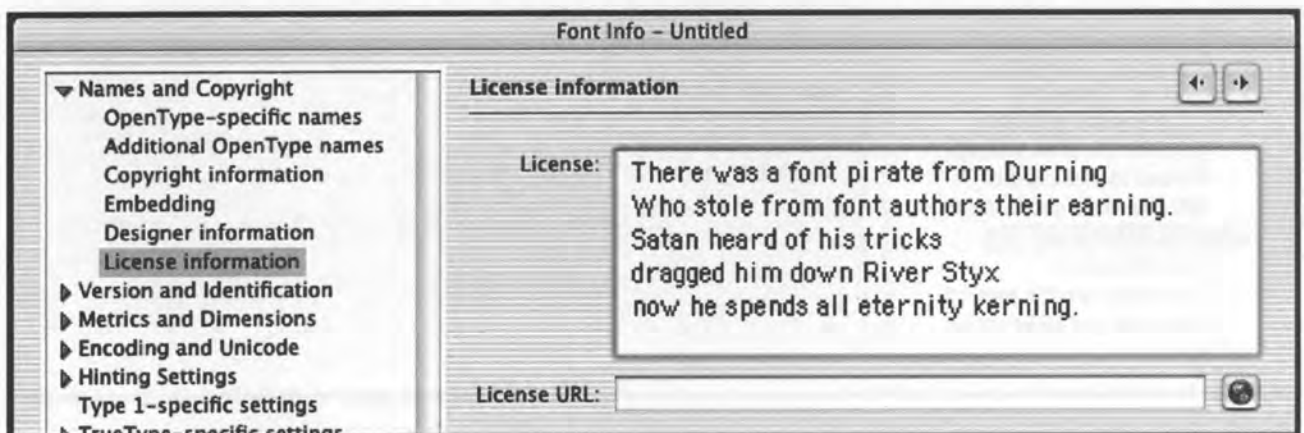 Font Info – Untitled
Names and Copyright
OpenType-specific names
Additional OpenType names
Copyright information
Embedding
Designer information
License information
Version and Identification
Metrics and Dimensions
Encoding and Unicode
Hinting Settings
Type 1-specific settings
TrueType-specific settings
License information
License:
There was a font pirate from Durning
Who stole from font authors their earning.
Satan heard of his tricks
dragged him down River Styx
now he spends all eternity kerning.
License URL: